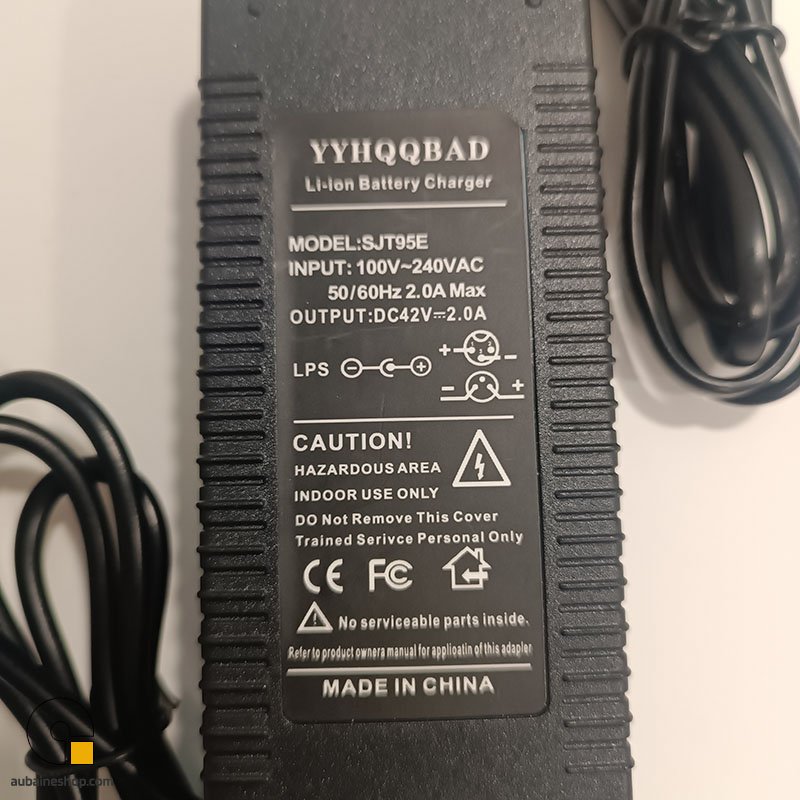 YYHQQBAD
Li-ion Battery Charger
MODEL:SJT95E
INPUT: 100V~240VAC
50/60Hz 2.0A Max
OUTPUT:DC42V⎓2.0A
LPS
CAUTION!
HAZARDOUS AREA
INDOOR USE ONLY
DO Not Remove This Cover
Trained Serivce Personal Only
CE FC
No serviceable parts inside.
Refer to product ownera manual for applioatin of this adapler
MADE IN CHINA
aubaineshop.com